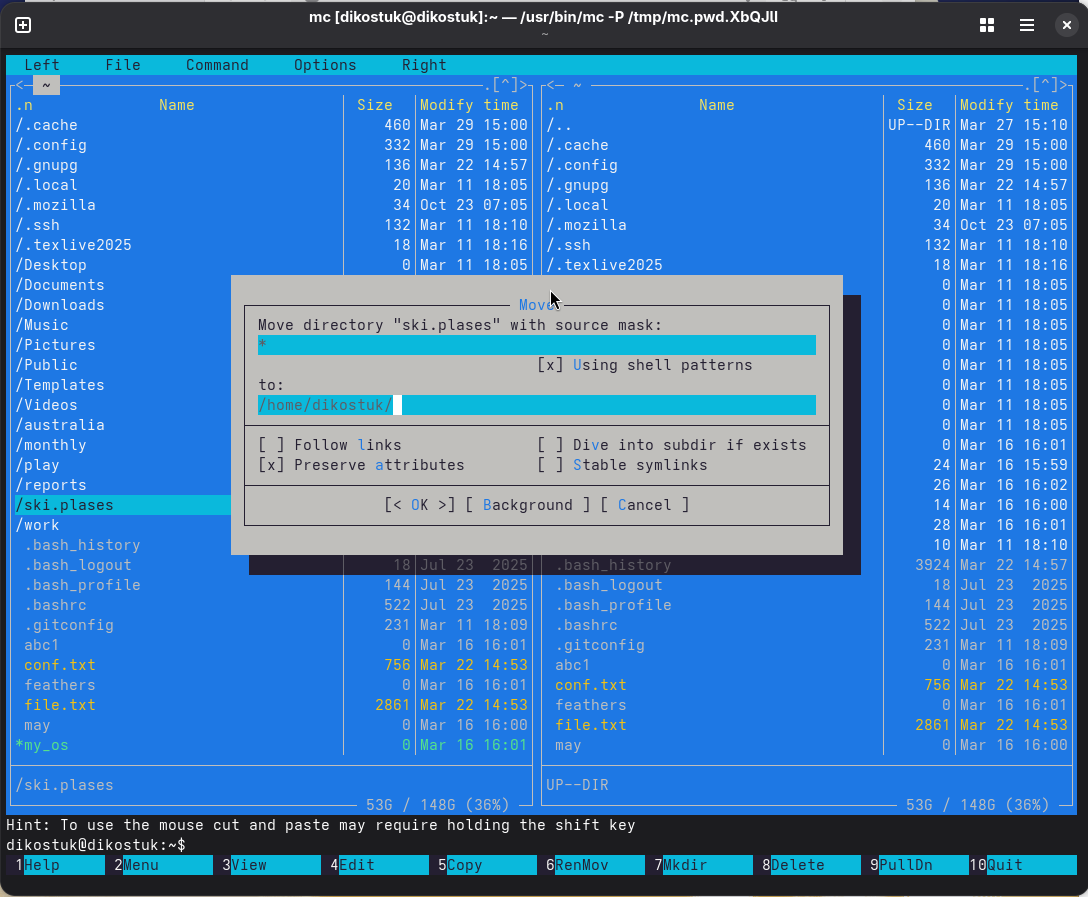 mc [dikostuk@dikostuk]:~ — /usr/bin/mc -P /tmp/mc.pwd.XbQJlI
~
Left File Command Options Right
<─ ~ .[^]> <─ ~ .[^]>
.n Name Size Modify time .n Name Size Modify time
/.cache 460 Mar 29 15:00 /.. UP--DIR Mar 27 15:10
/.config 332 Mar 29 15:00 /.cache 460 Mar 29 15:00
/.gnupg 136 Mar 22 14:57 /.config 332 Mar 29 15:00
/.local 20 Mar 11 18:05 /.gnupg 136 Mar 22 14:57
/.mozilla 34 Oct 23 07:05 /.local 20 Mar 11 18:05
/.ssh 132 Mar 11 18:10 /.mozilla 34 Oct 23 07:05
/.texlive2025 18 Mar 11 18:16 /.ssh 132 Mar 11 18:10
/Desktop 0 Mar 11 18:05 /.texlive2025 18 Mar 11 18:16
/Documents 0 Mar 11 18:05
/Downloads Move 0 Mar 11 18:05
/Music Move directory "ski.plases" with source mask: 0 Mar 11 18:05
/Pictures * 0 Mar 11 18:05
/Public [x] Using shell patterns 0 Mar 11 18:05
/Templates to: 0 Mar 11 18:05
/Videos /home/dikostuk/ 0 Mar 11 18:05
/australia 0 Mar 11 18:05
/monthly [ ] Follow links [ ] Dive into subdir if exists 0 Mar 16 16:01
/play [x] Preserve attributes [ ] Stable symlinks 24 Mar 16 15:59
/reports 26 Mar 16 16:02
/ski.plases [< OK >] [ Background ] [ Cancel ] 14 Mar 16 16:00
/work 28 Mar 16 16:01
.bash_history 10 Mar 11 18:10
.bash_logout 18 Jul 23 2025 .bash_history 3924 Mar 22 14:57
.bash_profile 144 Jul 23 2025 .bash_logout 18 Jul 23 2025
.bashrc 522 Jul 23 2025 .bash_profile 144 Jul 23 2025
.gitconfig 231 Mar 11 18:09 .bashrc 522 Jul 23 2025
abc1 0 Mar 16 16:01 .gitconfig 231 Mar 11 18:09
conf.txt 756 Mar 22 14:53 abc1 0 Mar 16 16:01
feathers 0 Mar 16 16:01 conf.txt 756 Mar 22 14:53
file.txt 2861 Mar 22 14:53 feathers 0 Mar 16 16:01
may 0 Mar 16 16:00 file.txt 2861 Mar 22 14:53
*my_os 0 Mar 16 16:01 may 0 Mar 16 16:00
/ski.plases UP--DIR
53G / 148G (36%) 53G / 148G (36%)
Hint: To use the mouse cut and paste may require holding the shift key
dikostuk@dikostuk:~$
1Help 2Menu 3View 4Edit 5Copy 6RenMov 7Mkdir 8Delete 9PullDn 10Quit